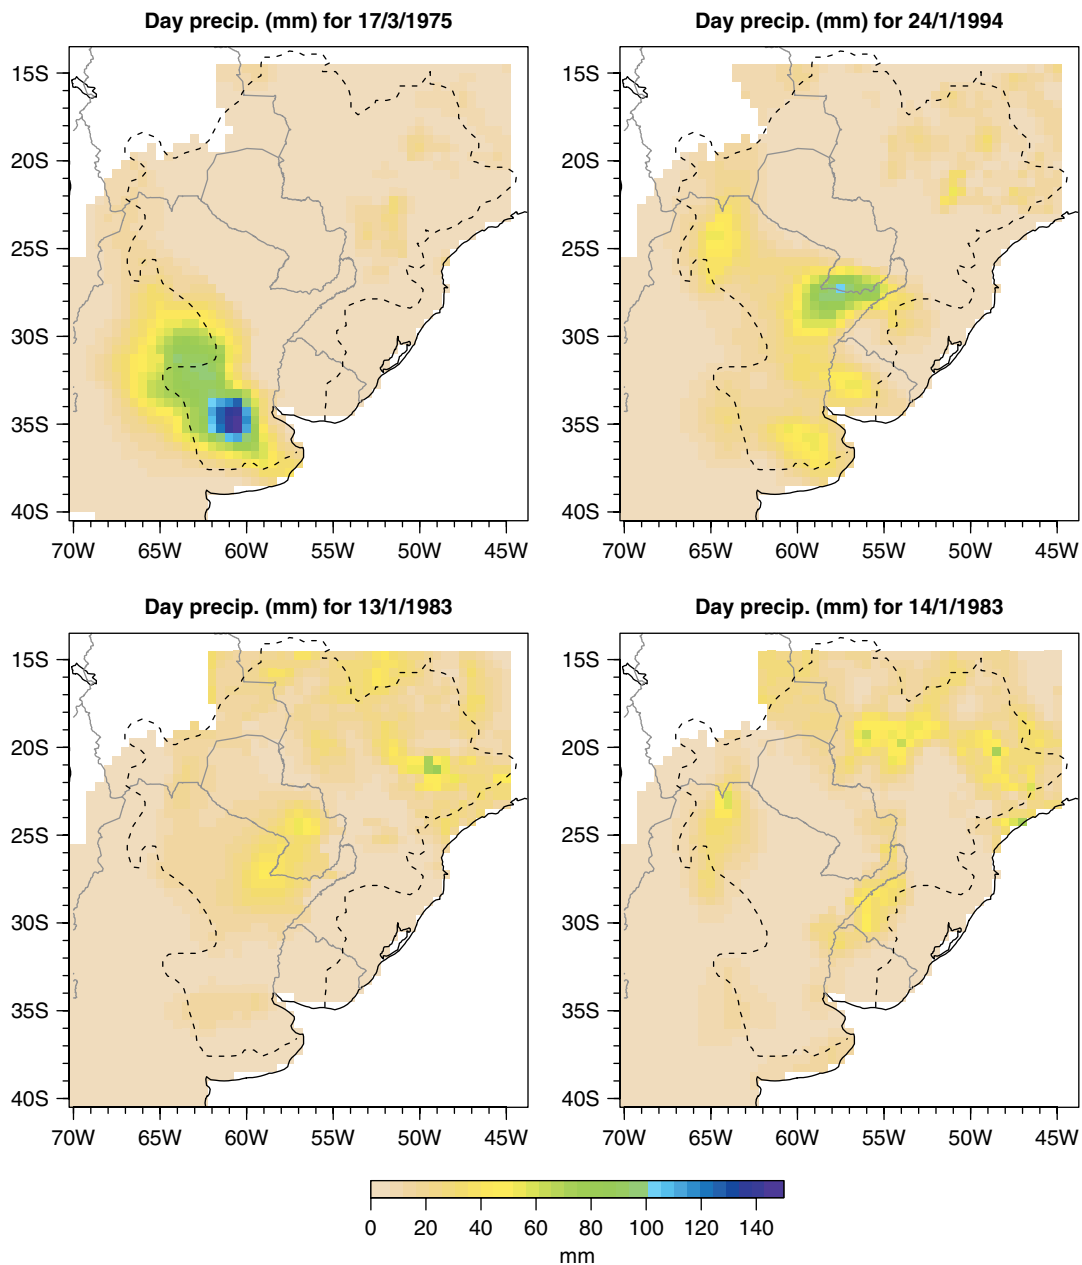 Day precip. (mm) for 17/3/1975
Day precip. (mm) for 24/1/1994
15S
20S
25S
30S
35S
40S
70W 65W 60W 55W 50W 45W
15S
20S
25S
30S
35S
40S
70W 65W 60W 55W 50W 45W
Day precip. (mm) for 13/1/1983
Day precip. (mm) for 14/1/1983
15S
20S
25S
30S
35S
40S
70W 65W 60W 55W 50W 45W
15S
20S
25S
30S
35S
40S
70W 65W 60W 55W 50W 45W
0 20 40 60 80 100 120 140
mm